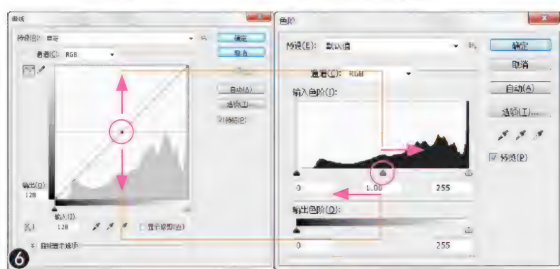 曲线
预设(R):
通道(C): RGB
确定
取消
自动(A)
选项(T)...
预览(P)
输出(O):
128
输入(I):
128
显示修剪(W)
曲线显示选项
6
色阶
预设(E): 默认值
通道(C): RGB
输入色阶(I):
0 1.00 255
输出色阶(O):
0 255
确定
取消
自动(A)
选项(T)...
预览(P)